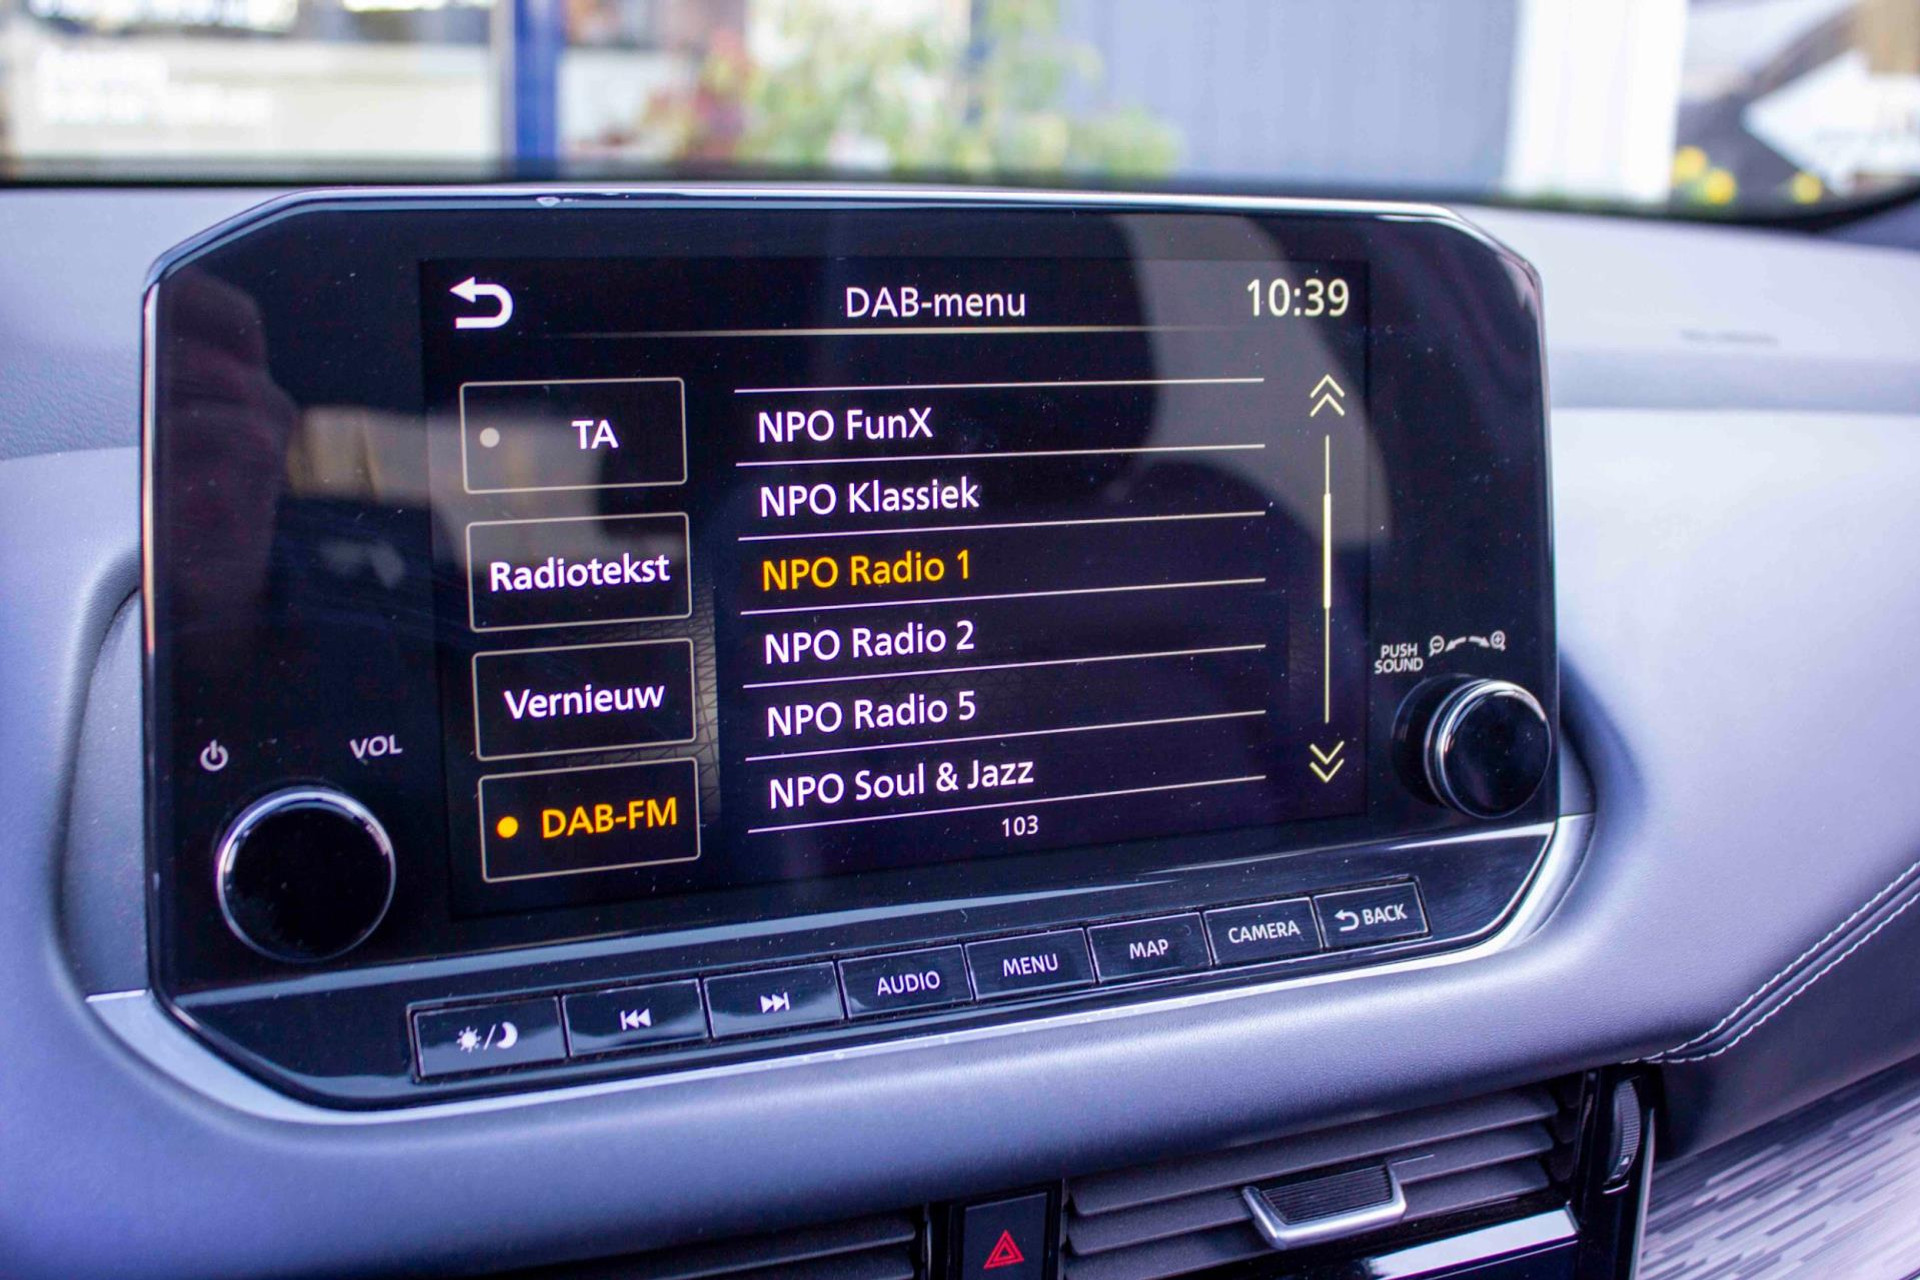 DAB-menu
10:39
TA
Radiotekst
Vernieuw
DAB-FM
NPO FunX
NPO Klassiek
NPO Radio 1
NPO Radio 2
NPO Radio 5
NPO Soul & Jazz
103
VOL
PUSH
SOUND
AUDIO
MENU
MAP
CAMERA
BACK